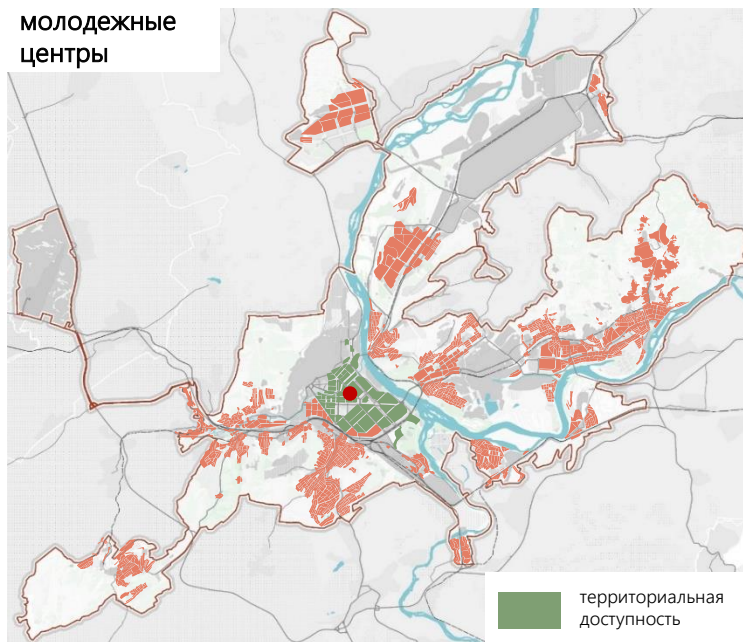 молодежные
центры
территориальная
доступность